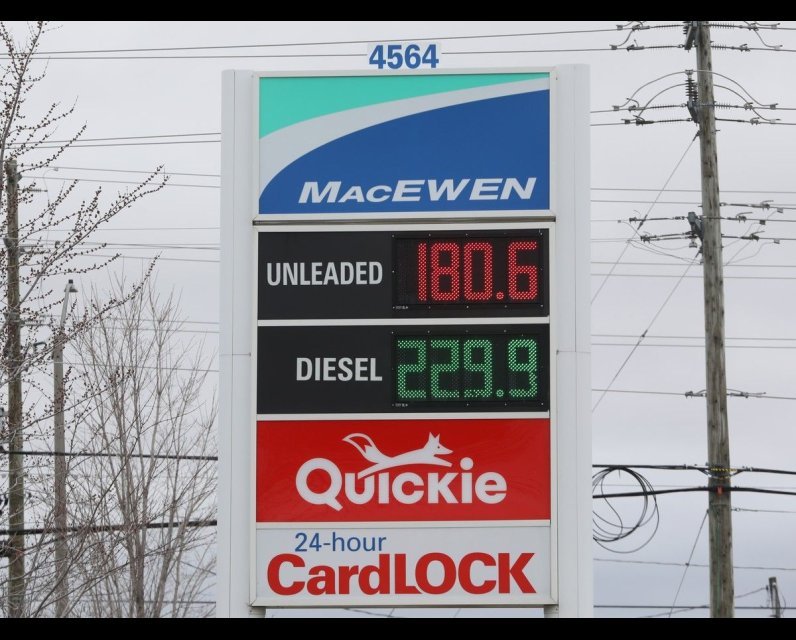 4564
MACEWEN
UNLEADED 180.6
DIESEL 229.9
Quickie
24-hour
CardLOCK